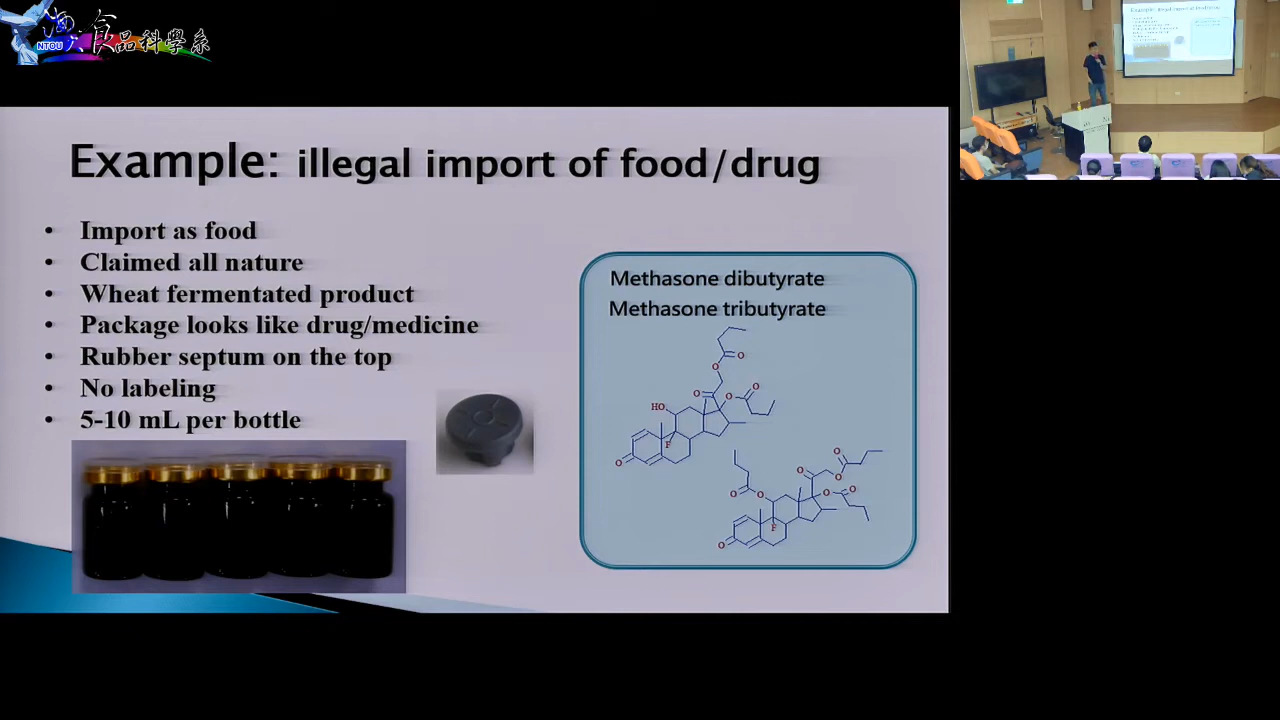 海大食品科學系
NTOU
Example: illegal import of food/drug
• Import as food
• Claimed all nature
• Wheat fermentated product
• Package looks like drug/medicine
• Rubber septum on the top
• No labeling
• 5-10 mL per bottle
Methasone dibutyrate
Methasone tributyrate
O
O
O
O
O
HO
F
O
O
O
O
O
O
O
O
F
O